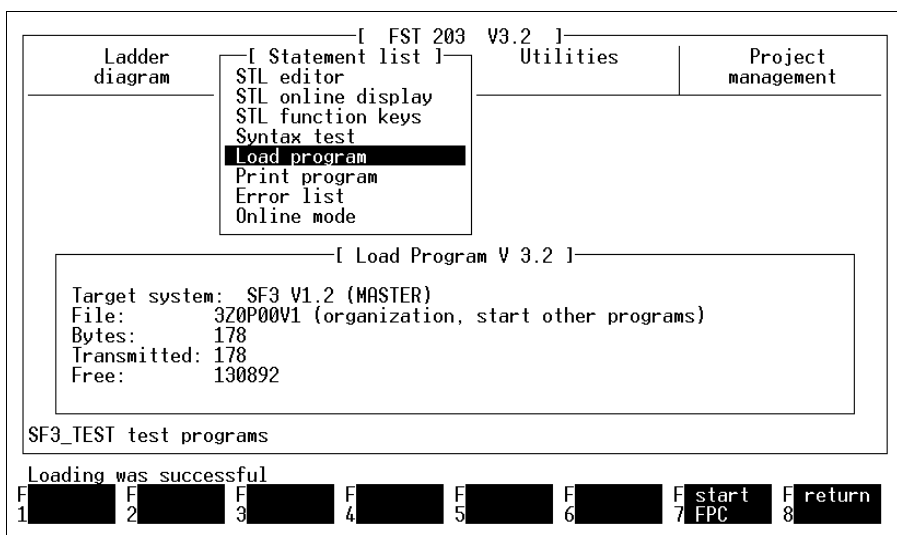 [ FST 203 V3.2 ]
Ladder diagram
[ Statement list ]
Utilities
Project management
STL editor
STL online display
STL function keys
Syntax test
Load program
Print program
Error list
Online mode
[ Load Program V 3.2 ]
Target system: SF3 V1.2 (MASTER)
File: 3Z0P00V1 (organization, start other programs)
Bytes: 178
Transmitted: 178
Free: 130892
SF3_TEST test programs
Loading was successful
F1 F2 F3 F4 F5 F6 F7 start FPC F8 return